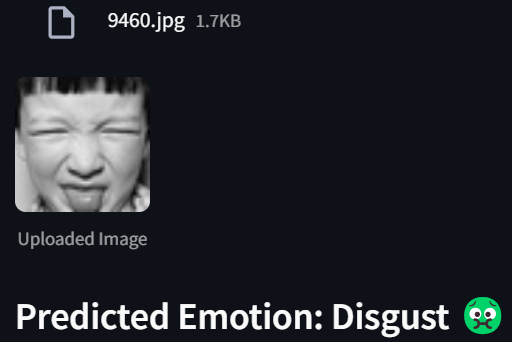 9460.jpg 1.7KB
Uploaded Image
Predicted Emotion: Disgust